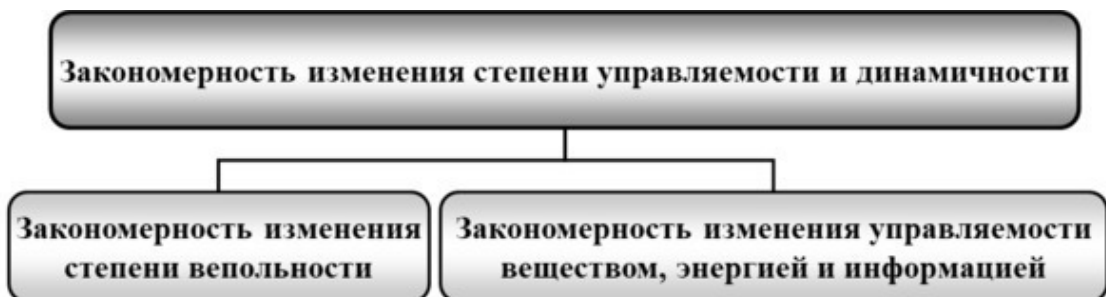 Закономерность изменения степени управляемости и динамичности
Закономерность изменения
степени вепольности
Закономерность изменения управляемости
веществом, энергией и информацией